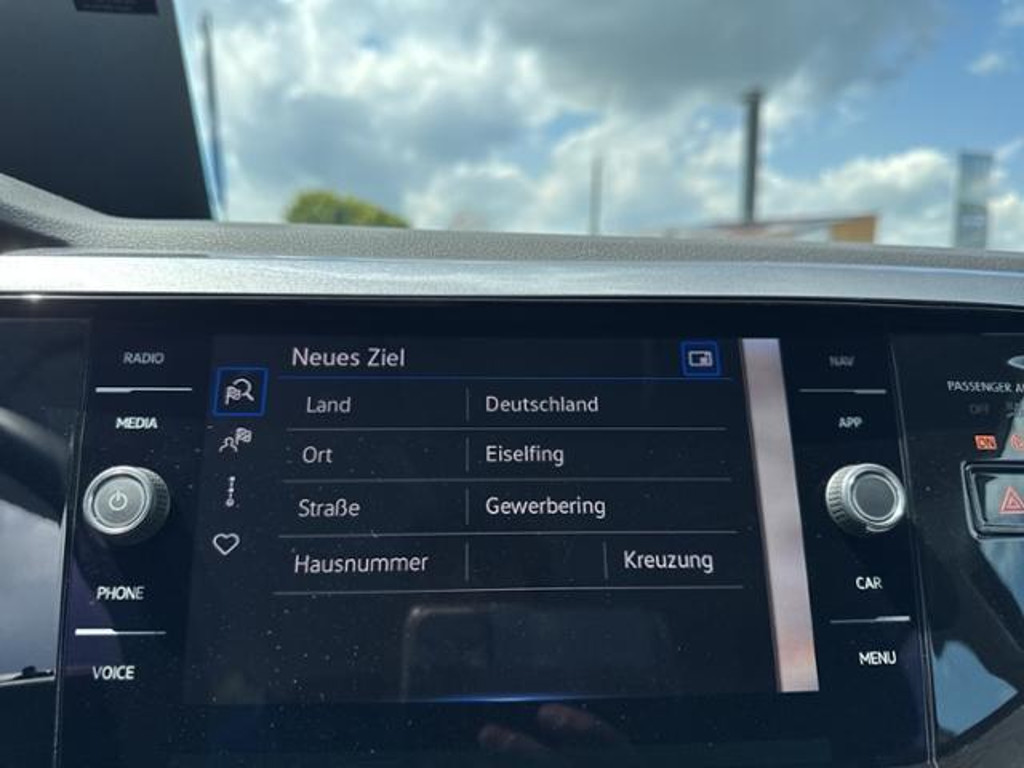 RADIO
MEDIA
PHONE
VOICE
Neues Ziel
Land Deutschland
Ort Eiselfing
Straße Gewerbering
Hausnummer Kreuzung
NAV
APP
CAR
MENU
PASSENGER
OFF
ON